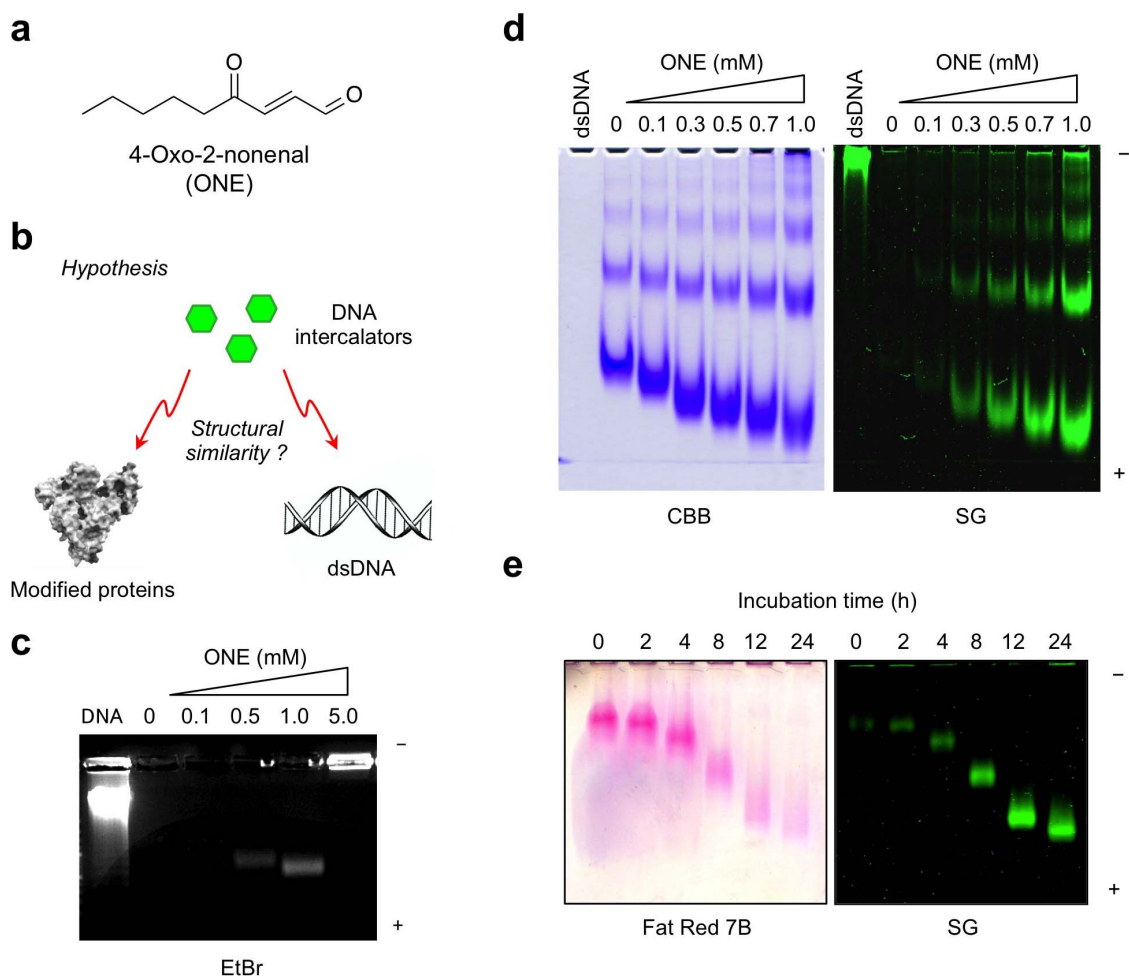 a
O
O
4-Oxo-2-nonenal
(ONE)
b
Hypothesis
DNA
intercalators
Structural
similarity ?
Modified proteins
dsDNA
c
ONE (mM)
DNA 0 0.1 0.5 1.0 5.0
−
+
EtBr
d
dsDNA
ONE (mM)
0 0.1 0.3 0.5 0.7 1.0
dsDNA
ONE (mM)
0 0.1 0.3 0.5 0.7 1.0
−
+
CBB
SG
e
Incubation time (h)
0 2 4 8 12 24
0 2 4 8 12 24
−
+
Fat Red 7B
SG